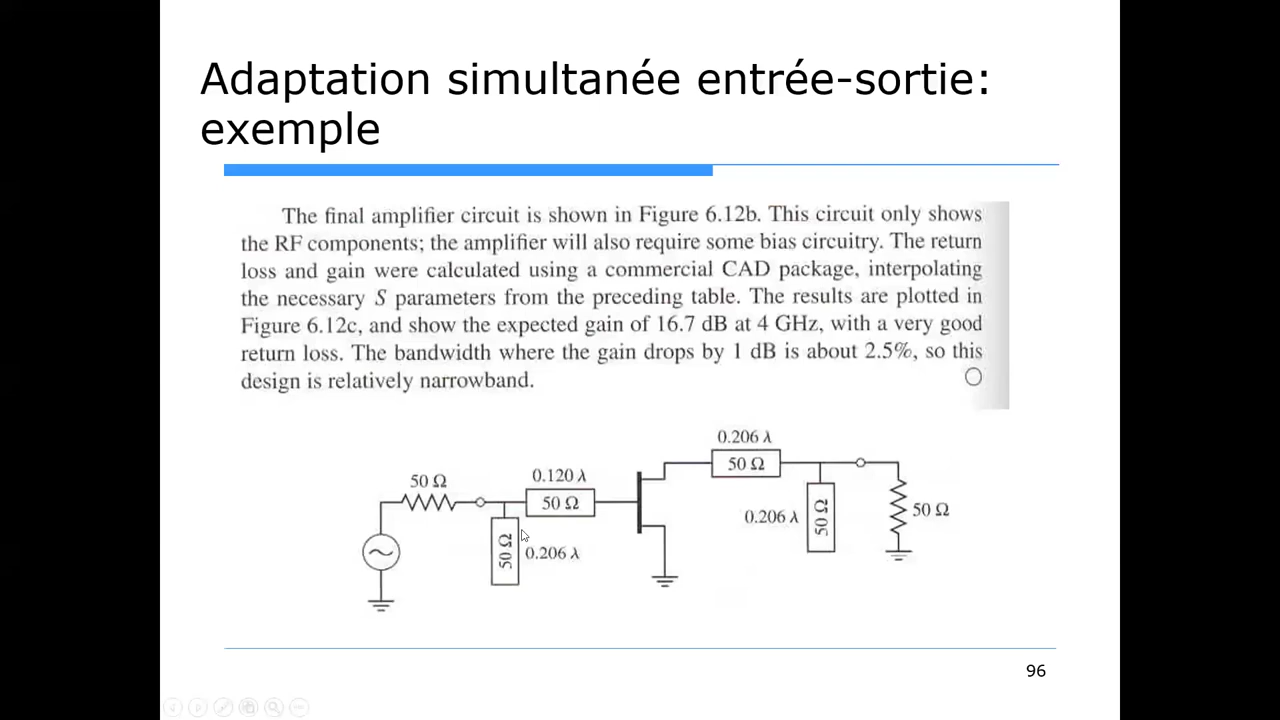 Adaptation simultanée entrée-sortie:
exemple
The final amplifier circuit is shown in Figure 6.12b. This circuit only shows
the RF components; the amplifier will also require some bias circuitry. The return
loss and gain were calculated using a commercial CAD package, interpolating
the necessary S parameters from the preceding table. The results are plotted in
Figure 6.12c, and show the expected gain of 16.7 dB at 4 GHz, with a very good
return loss. The bandwidth where the gain drops by 1 dB is about 2.5%, so this
design is relatively narrowband.
0.206 λ
50 Ω
50 Ω
0.120 λ
50 Ω
50 Ω
0.206 λ
0.206 λ
50 Ω
50 Ω
96